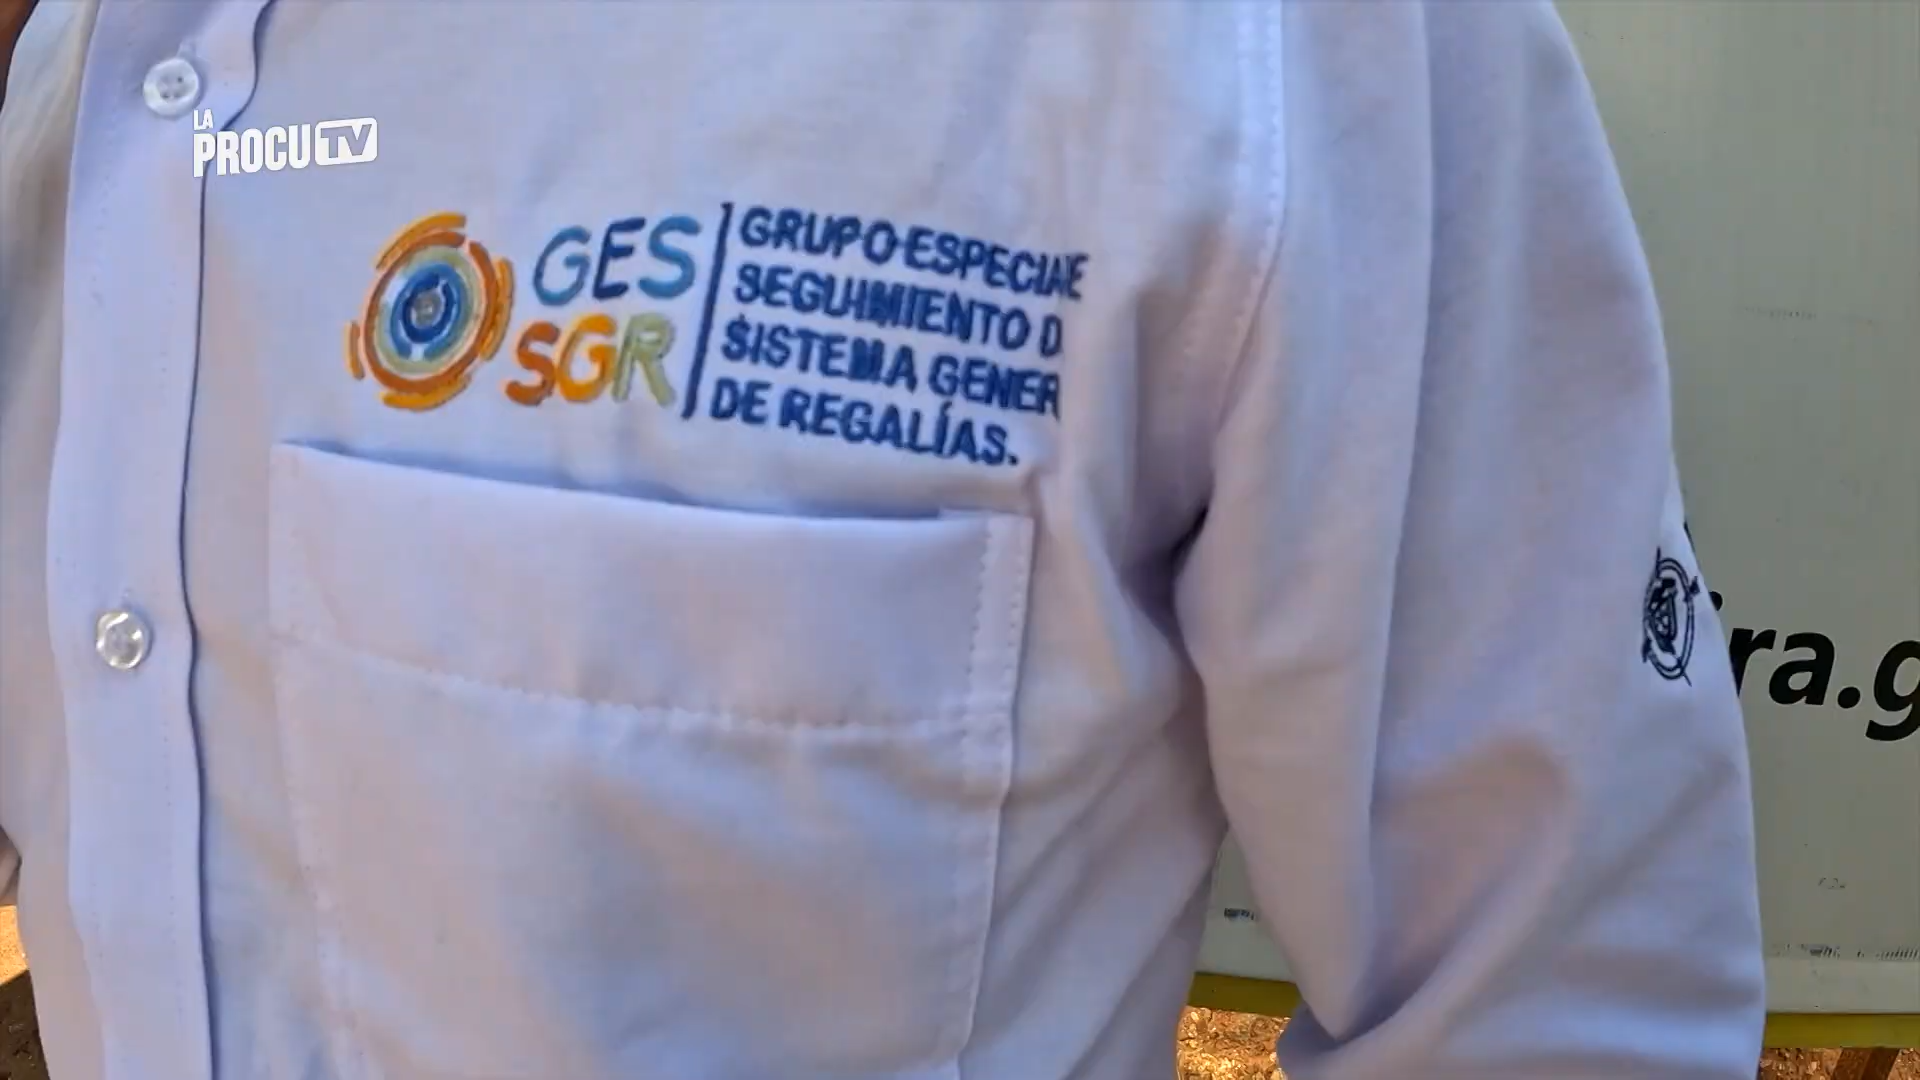 LA
PROCU TV
GES
SGR
GRUPO ESPECIAL
SEGUIMIENTO D
SISTEMA GENER
DE REGALÍAS.
ra.g